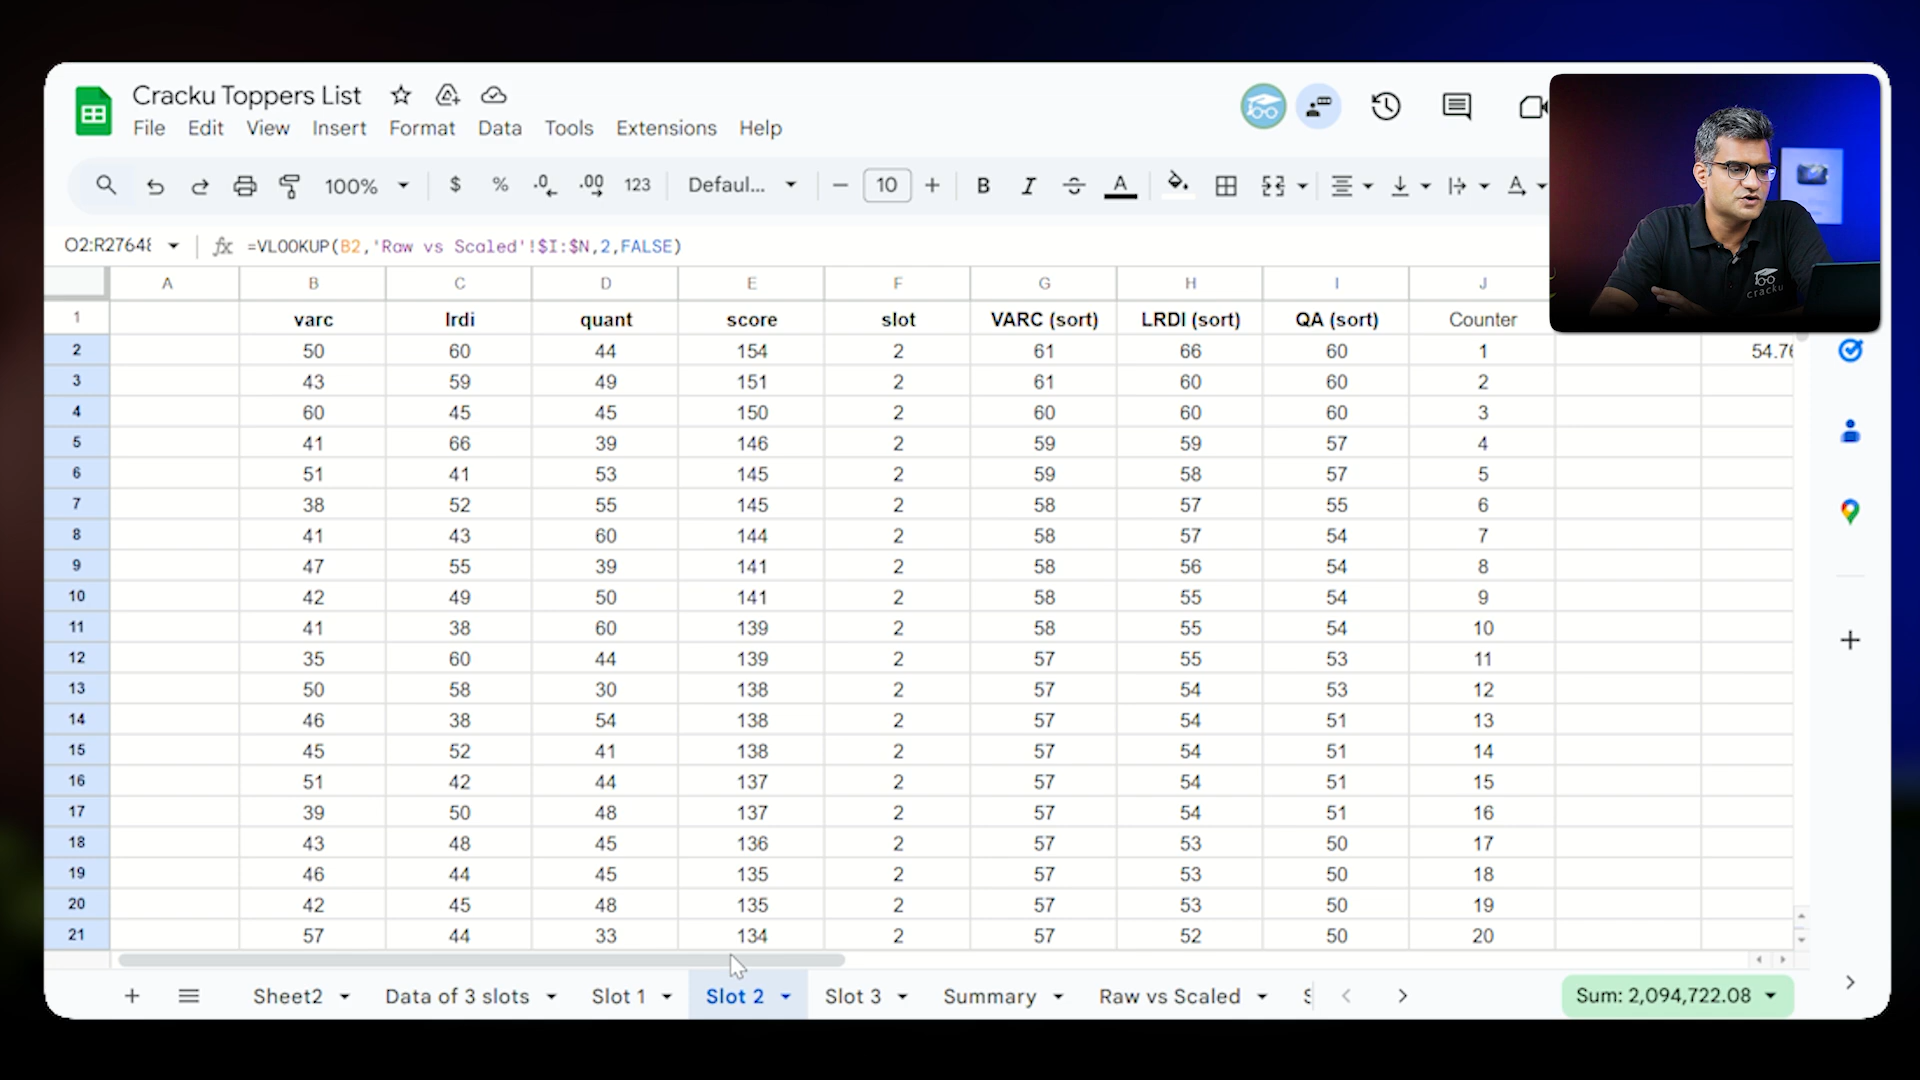 Cracku Toppers List
File Edit View Insert Format Data Tools Extensions Help
100% $ % .0 .00 123 Defaul... 10 B I A A
O2:R27648 fx =VLOOKUP(B2,'Raw vs Scaled'!$I:$N,2,FALSE)
cracku
A B C D E F G H I J
1 varc lrdi quant score slot VARC (sort) LRDI (sort) QA (sort) Counter
2 50 60 44 154 2 61 66 60 1 54.76
3 43 59 49 151 2 61 60 60 2
4 60 45 45 150 2 60 60 60 3
5 41 66 39 146 2 59 59 57 4
6 51 41 53 145 2 59 58 57 5
7 38 52 55 145 2 58 57 55 6
8 41 43 60 144 2 58 57 54 7
9 47 55 39 141 2 58 56 54 8
10 42 49 50 141 2 58 55 54 9
11 41 38 60 139 2 58 55 54 10
12 35 60 44 139 2 57 55 53 11
13 50 58 30 138 2 57 54 53 12
14 46 38 54 138 2 57 54 51 13
15 45 52 41 138 2 57 54 51 14
16 51 42 44 137 2 57 54 51 15
17 39 50 48 137 2 57 54 51 16
18 43 48 45 136 2 57 53 50 17
19 46 44 45 135 2 57 53 50 18
20 42 45 48 135 2 57 53 50 19
21 57 44 33 134 2 57 52 50 20
Sheet2 Data of 3 slots Slot 1 Slot 2 Slot 3 Summary Raw vs Scaled Sum: 2,094,722.08